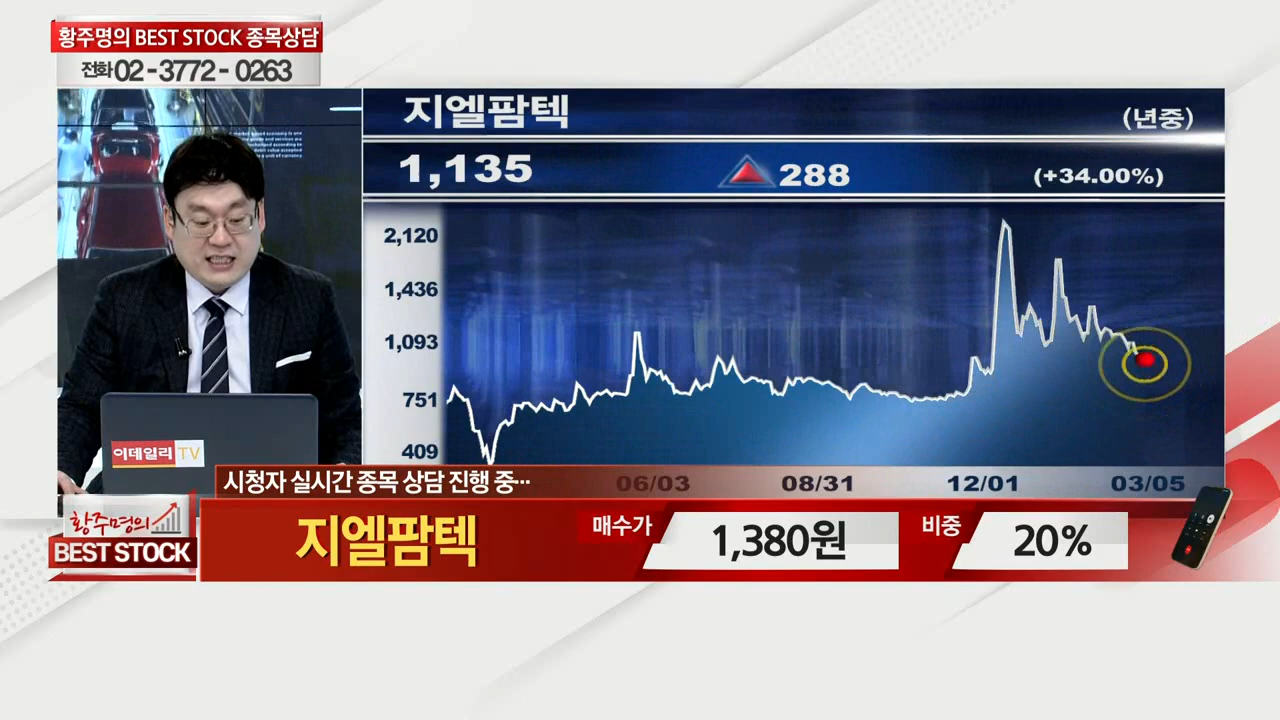 황주명의 BEST STOCK 종목상담
전화 02 - 3772 - 0263
지엘팜텍
(년중)
1,135
288
(+34.00%)
2,120
1,436
1,093
751
409
06/03
08/31
12/01
03/05
이데일리 TV
시청자 실시간 종목 상담 진행 중…
황주명의
BEST STOCK
지엘팜텍
매수가
1,380원
비중
20%